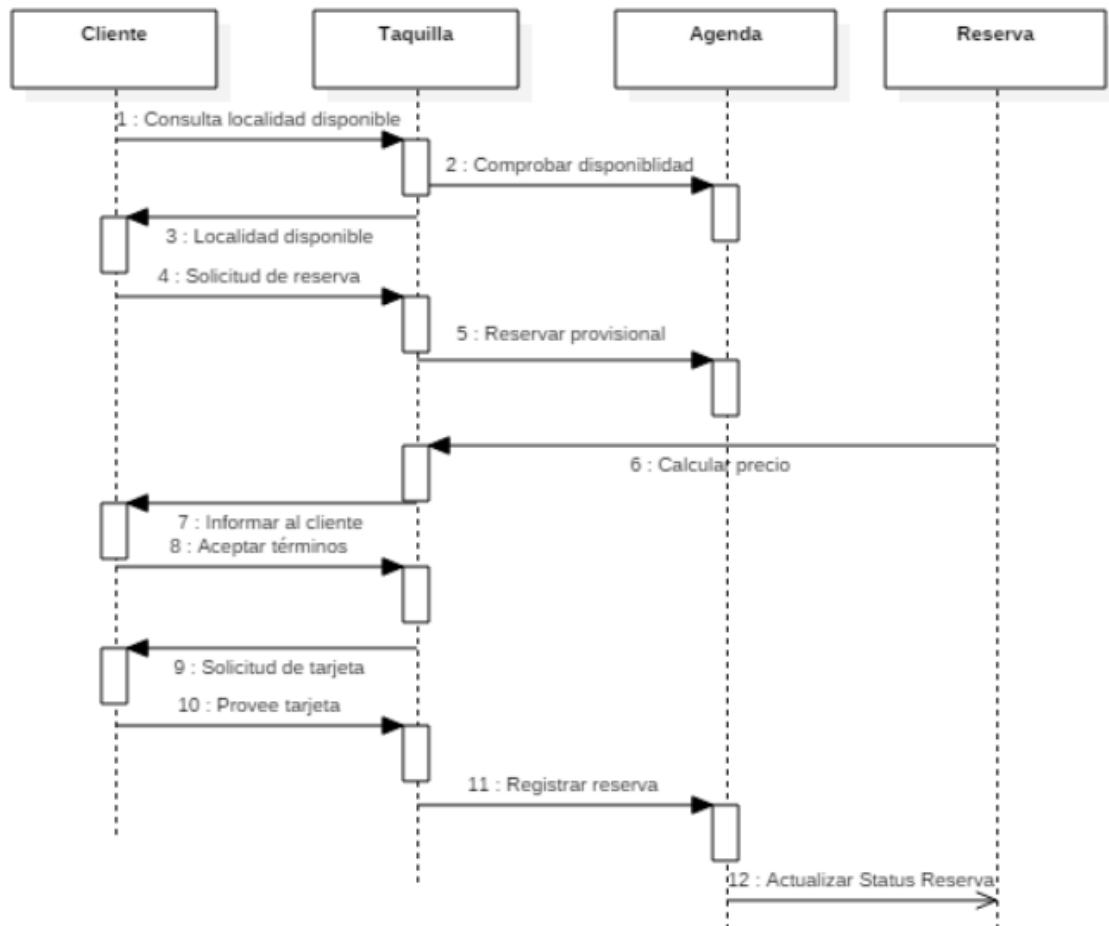 Cliente
Taquilla
Agenda
Reserva
1 : Consulta localidad disponible
2 : Comprobar disponiblidad
3 : Localidad disponible
4 : Solicitud de reserva
5 : Reservar provisional
6 : Calcular precio
7 : Informar al cliente
8 : Aceptar términos
9 : Solicitud de tarjeta
10 : Provee tarjeta
11 : Registrar reserva
12 : Actualizar Status Reserva